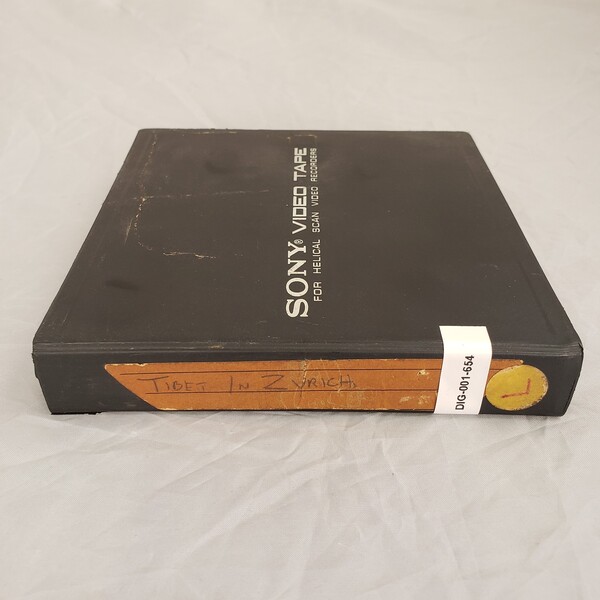 SONY® VIDEO TAPE
FOR HELICAL SCAN VIDEO RECORDERS
TIBET IN ZURICH
DIG-001-654
L